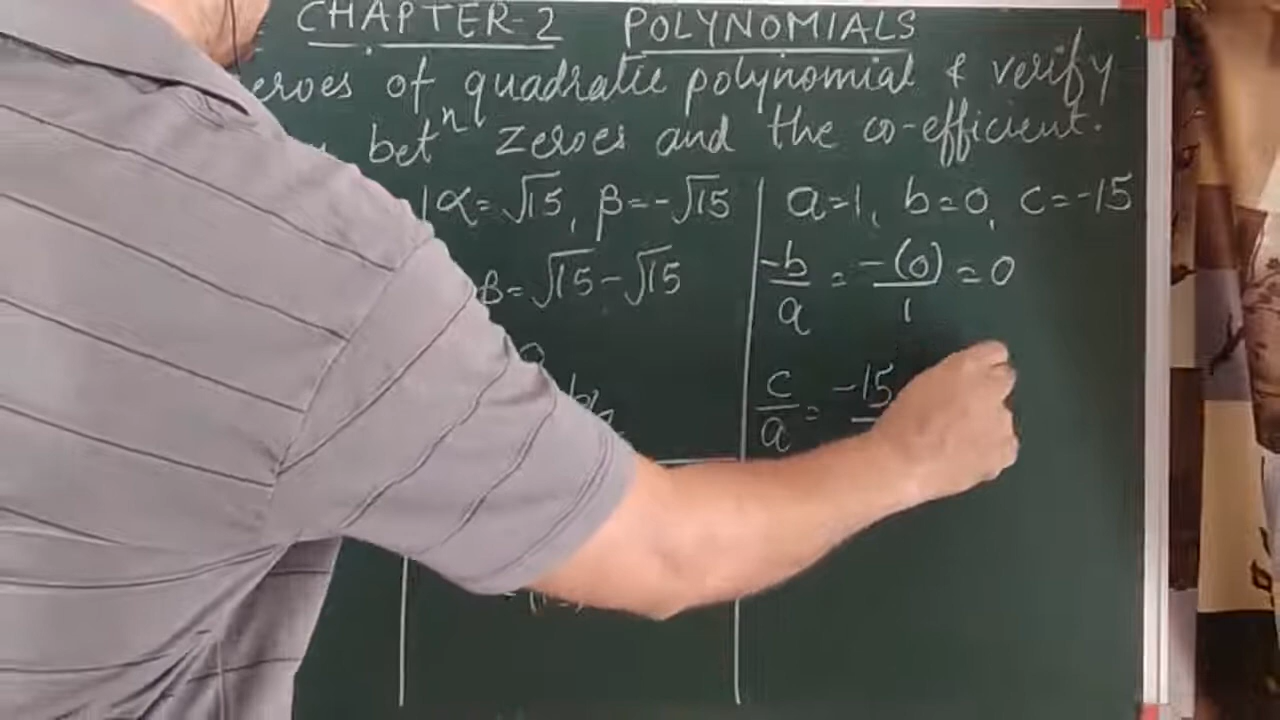 CHAPTER-2 POLYNOMIALS
eroes of quadratic polynomial & verify
betⁿ zeroes and the co-efficient.
α=√15, β=-√15
β=√15-√15
a=1, b=0, c=-15
-b/a = -(0)/1 = 0
c/a = -15